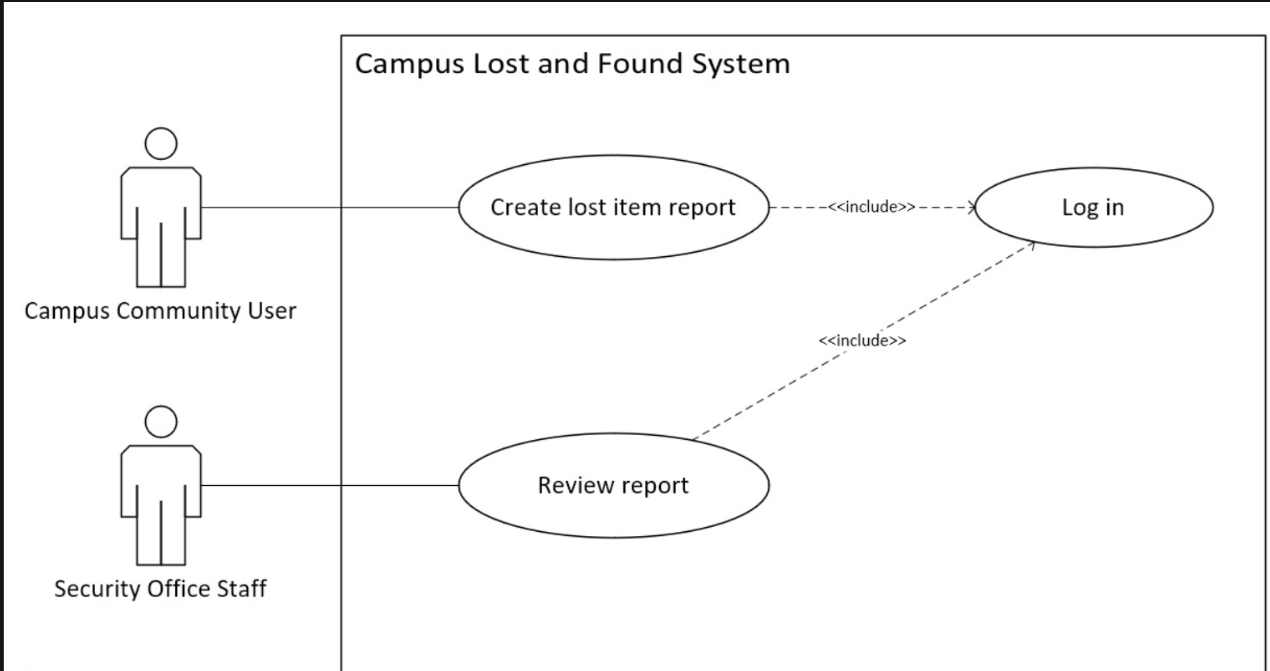 Campus Lost and Found System
Create lost item report
<<include>>
Log in
Campus Community User
<<include>>
Review report
Security Office Staff